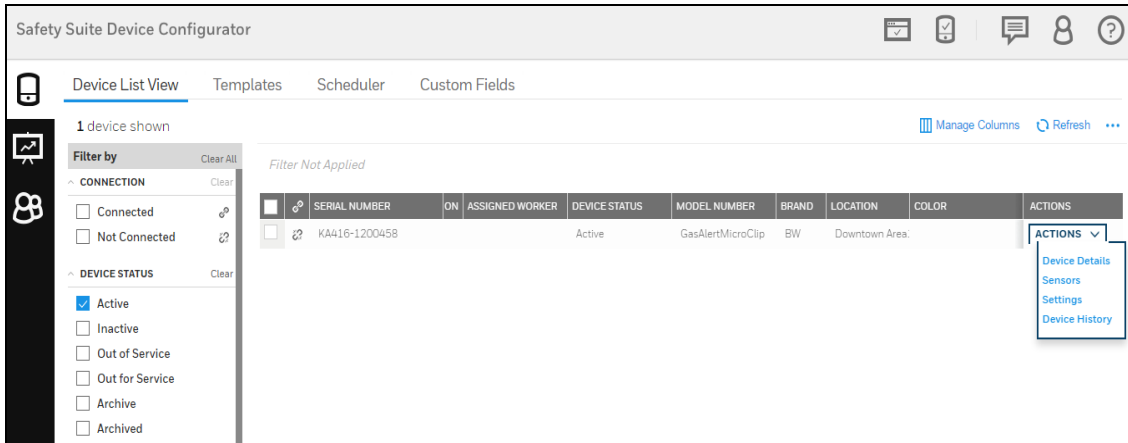 Safety Suite Device Configurator
Device List View Templates Scheduler Custom Fields
1 device shown
Manage Columns Refresh ...
Filter by Clear All
Filter Not Applied
CONNECTION Clear
Connected
Not Connected
SERIAL NUMBER ON ASSIGNED WORKER DEVICE STATUS MODEL NUMBER BRAND LOCATION COLOR ACTIONS
KA416-1200458 Active GasAlertMicroClip BW Downtown Area. ACTIONS
Device Details
Sensors
Settings
Device History
DEVICE STATUS Clear
Active
Inactive
Out of Service
Out for Service
Archive
Archived